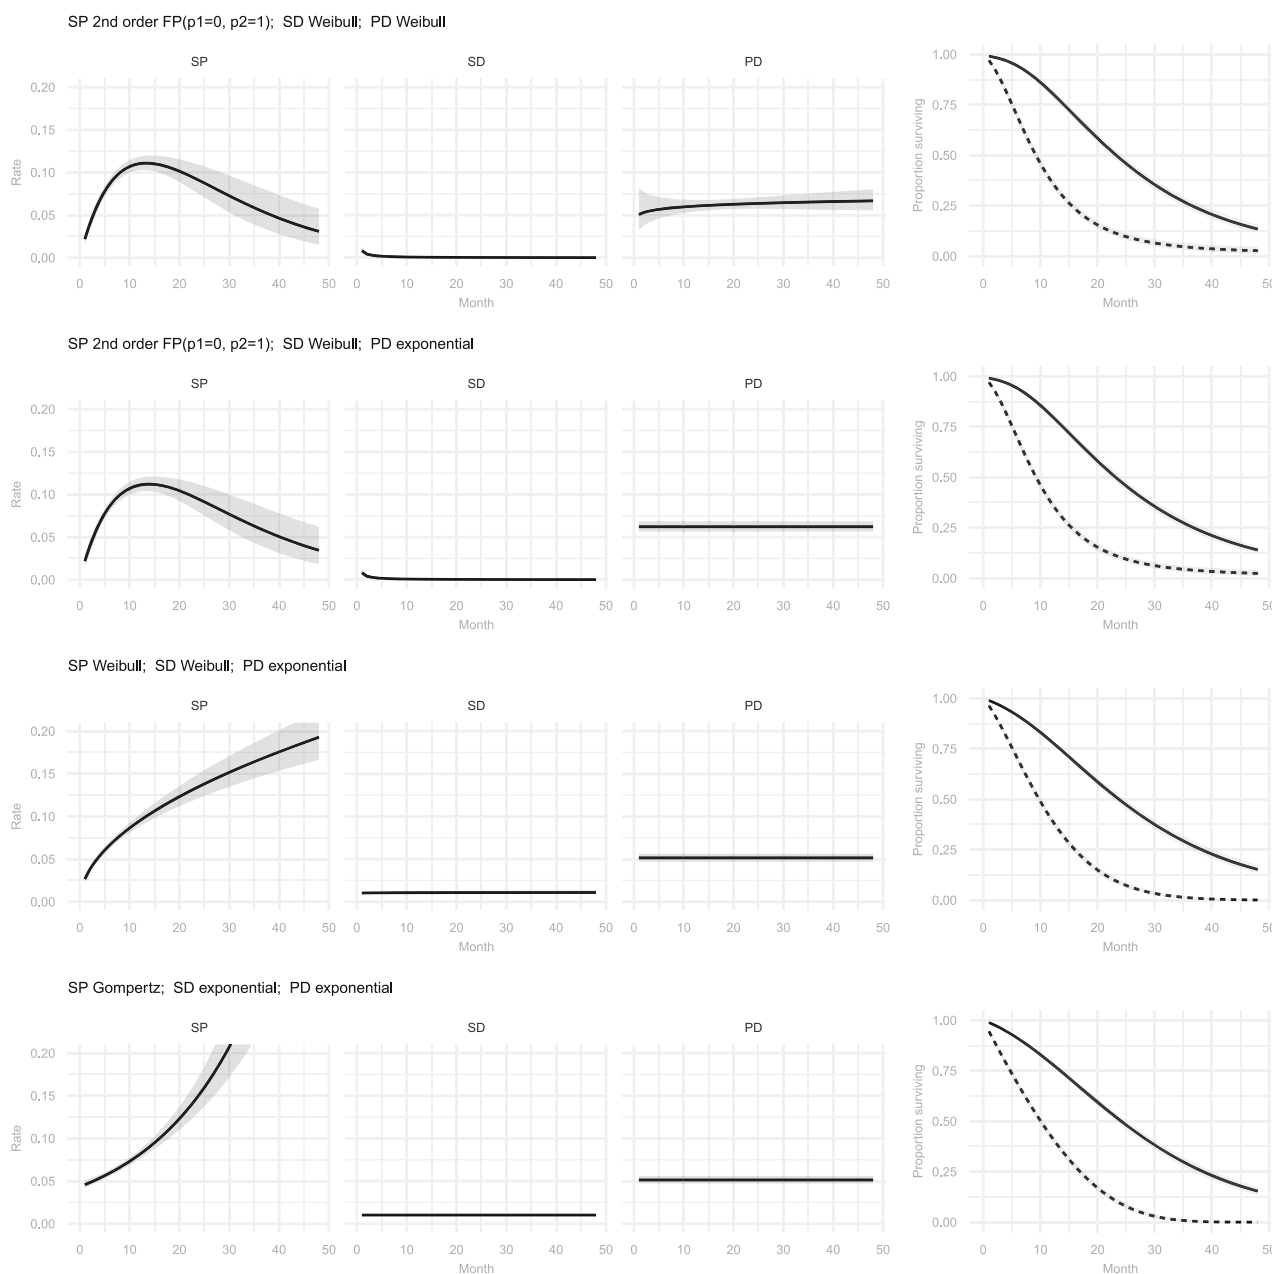 SP 2nd order FP(p1=0, p2=1); SD Weibull; PD Weibull
SP SD PD
Rate
0.20
0.15
0.10
0.05
0.00
0 10 20 30 40 50 0 10 20 30 40 50 0 10 20 30 40 50
Month
Proportion surviving
1.00
0.75
0.50
0.25
0.00
0 10 20 30 40 50
Month
SP 2nd order FP(p1=0, p2=1); SD Weibull; PD exponential
SP SD PD
Rate
0.20
0.15
0.10
0.05
0.00
0 10 20 30 40 50 0 10 20 30 40 50 0 10 20 30 40 50
Month
Proportion surviving
1.00
0.75
0.50
0.25
0.00
0 10 20 30 40 50
Month
SP Weibull; SD Weibull; PD exponential
SP SD PD
Rate
0.20
0.15
0.10
0.05
0.00
0 10 20 30 40 50 0 10 20 30 40 50 0 10 20 30 40 50
Month
Proportion surviving
1.00
0.75
0.50
0.25
0.00
0 10 20 30 40 50
Month
SP Gompertz; SD exponential; PD exponential
SP SD PD
Rate
0.20
0.15
0.10
0.05
0.00
0 10 20 30 40 50 0 10 20 30 40 50 0 10 20 30 40 50
Month
Proportion surviving
1.00
0.75
0.50
0.25
0.00
0 10 20 30 40 50
Month